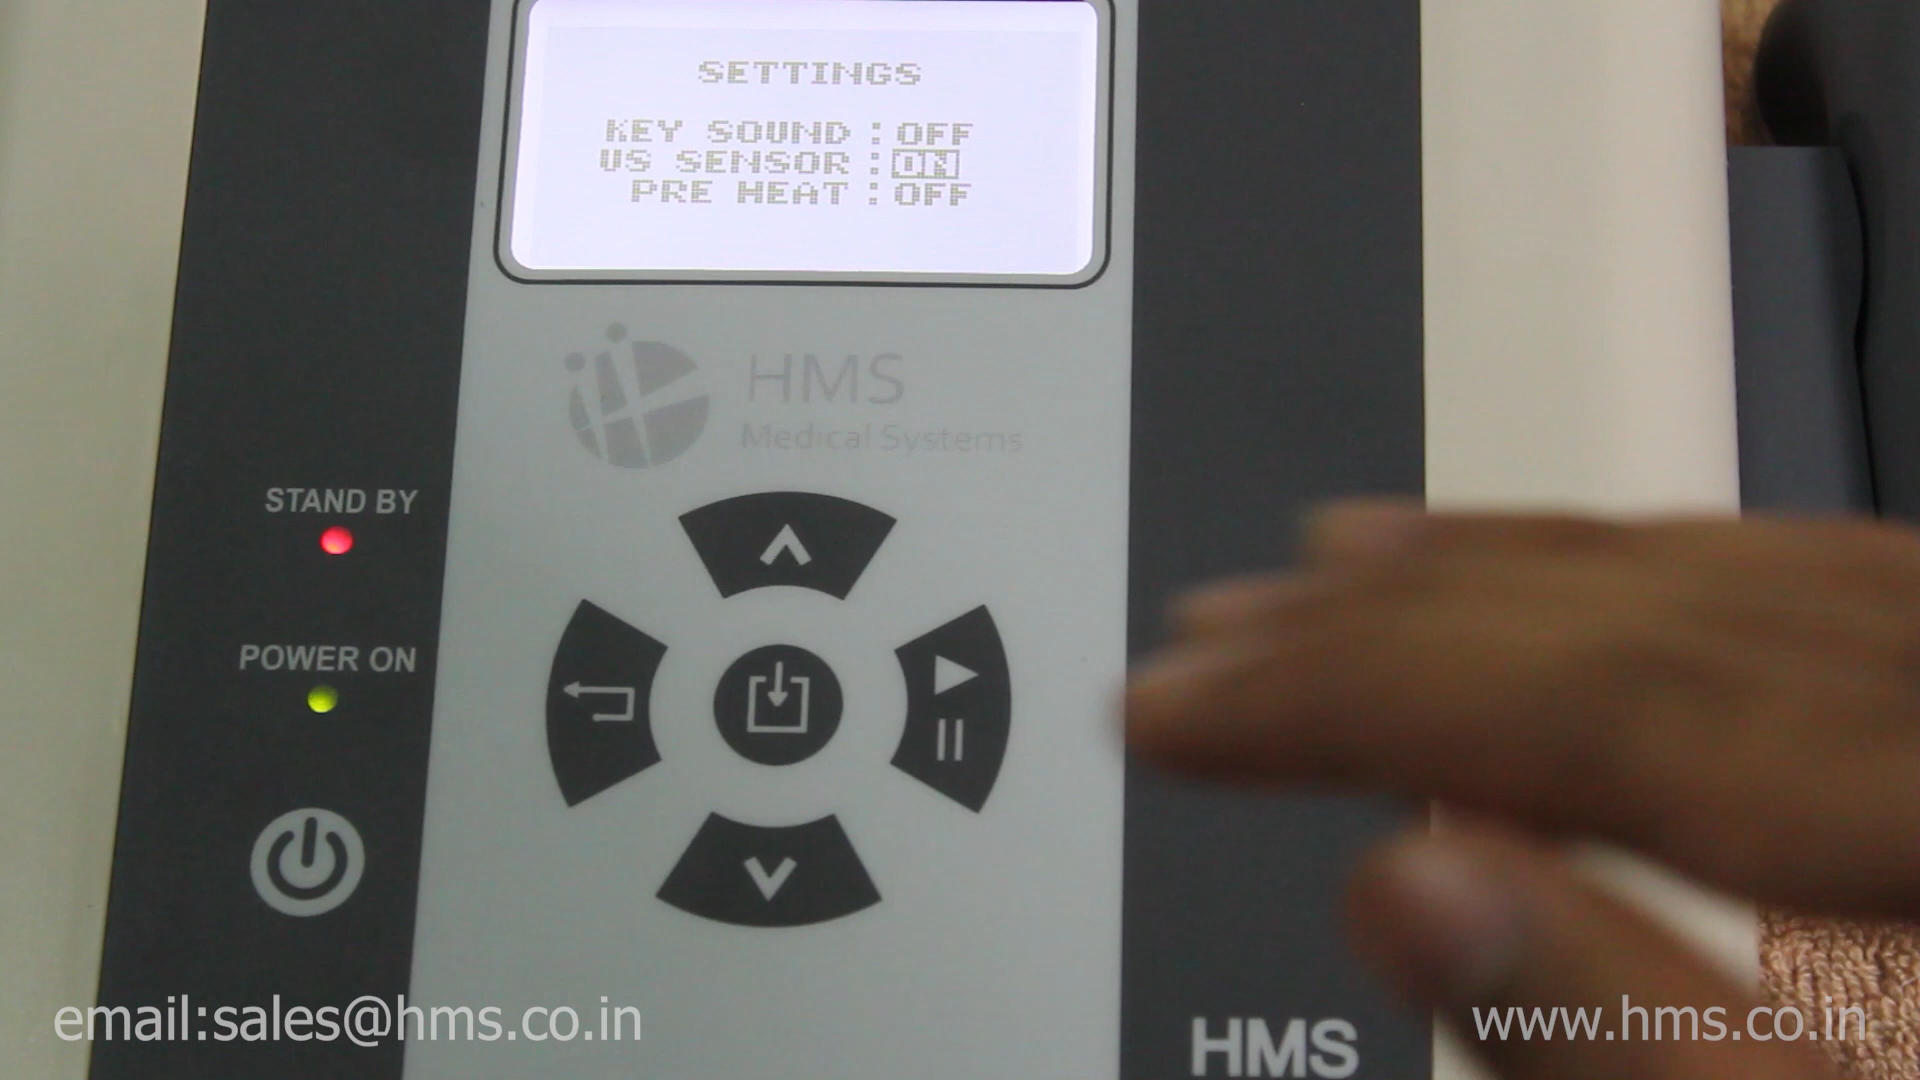 SETTINGS
KEY SOUND : OFF
US SENSOR : ON
PRE HEAT : OFF
HMS
Medical Systems
STAND BY
POWER ON
HMS
email:sales@hms.co.in
www.hms.co.in